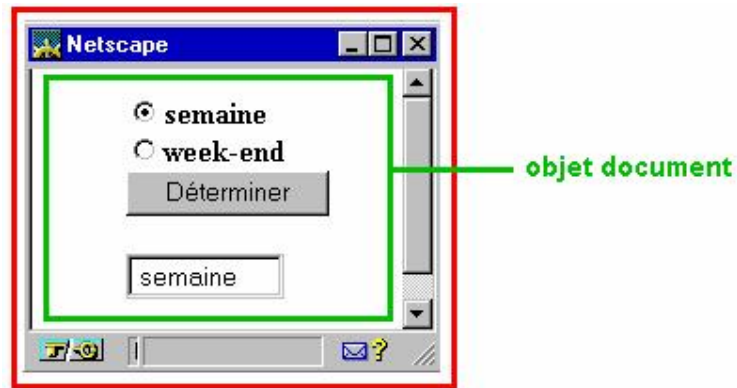 Netscape
semaine
week-end
Déterminer
objet document
semaine
?